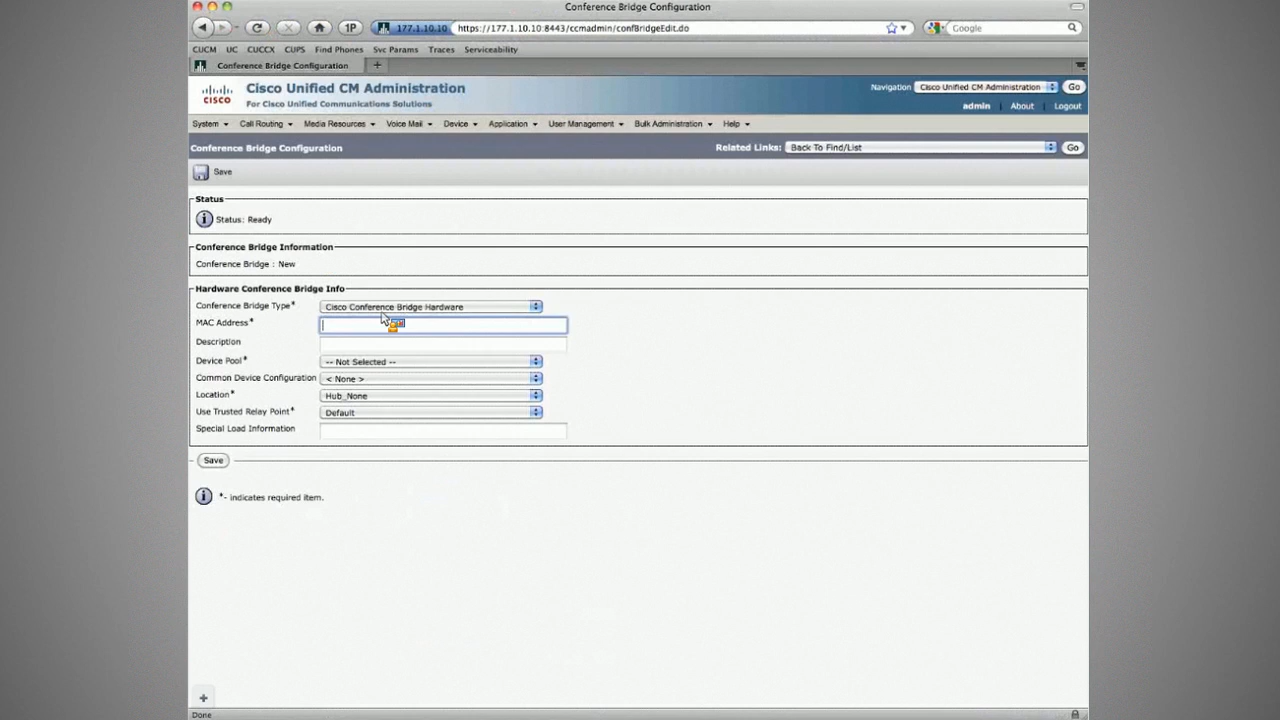 Conference Bridge Configuration
1P
177.1.10.10
https://177.1.10.10:8443/ccmadmin/confBridgeEdit.do
Google
CUCM UC CUCCX CUPS Find Phones Svc Params Traces Serviceability
Conference Bridge Configuration +
CISCO
Cisco Unified CM Administration
For Cisco Unified Communications Solutions
Navigation Cisco Unified CM Administration Go
admin About Logout
System Call Routing Media Resources Voice Mail Device Application User Management Bulk Administration Help
Conference Bridge Configuration
Related Links: Back To Find/List Go
Save
Status
Status: Ready
Conference Bridge Information
Conference Bridge : New
Hardware Conference Bridge Info
Conference Bridge Type* Cisco Conference Bridge Hardware
MAC Address*
Description
Device Pool* -- Not Selected --
Common Device Configuration < None >
Location* Hub_None
Use Trusted Relay Point* Default
Special Load Information
Save
*- indicates required item.
Done